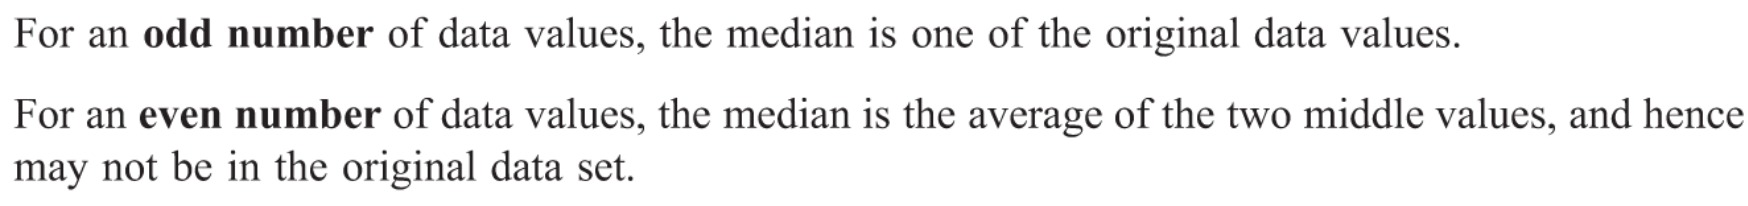 For an odd number of data values, the median is one of the original data values.
For an even number of data values, the median is the average of the two middle values, and hence
may not be in the original data set.